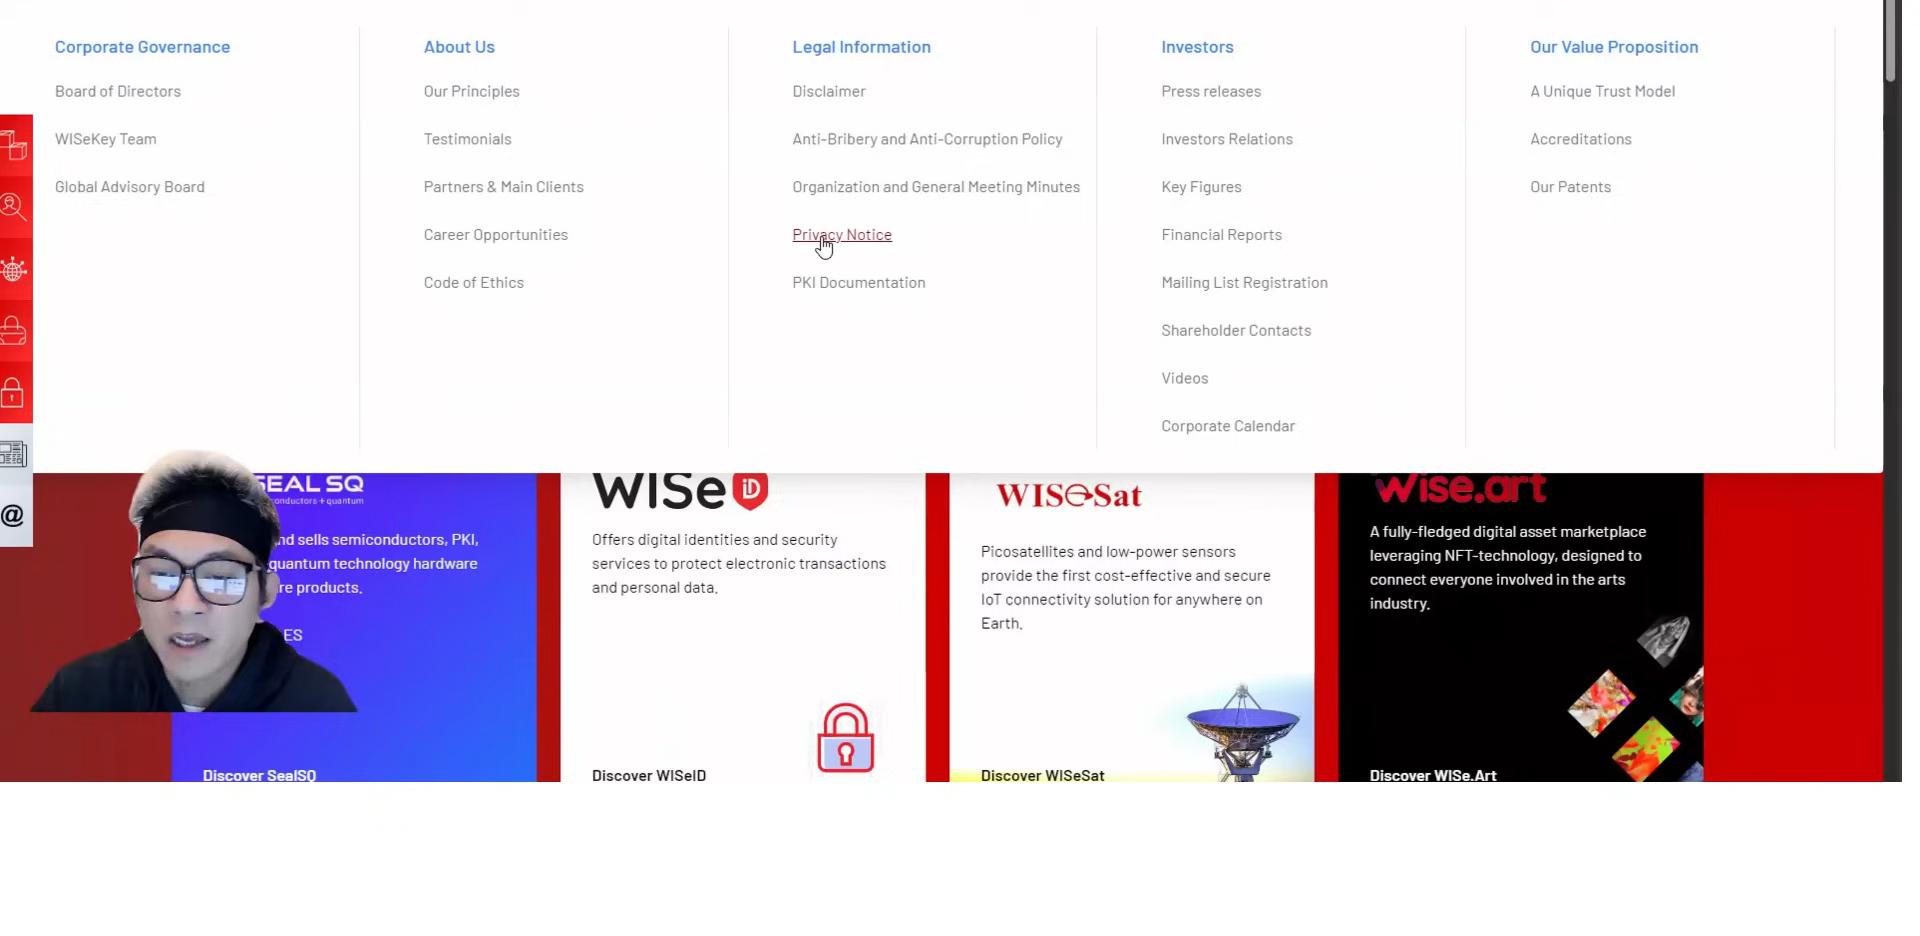 Corporate Governance
Board of Directors
WISeKey Team
Global Advisory Board
About Us
Our Principles
Testimonials
Partners & Main Clients
Career Opportunities
Code of Ethics
Legal Information
Disclaimer
Anti-Bribery and Anti-Corruption Policy
Organization and General Meeting Minutes
Privacy Notice
PKI Documentation
Investors
Press releases
Investors Relations
Key Figures
Financial Reports
Mailing List Registration
Shareholder Contacts
Videos
Corporate Calendar
Our Value Proposition
A Unique Trust Model
Accreditations
Our Patents
@
SEAL SQ
conductors + quantum
sells semiconductors, PKI,
quantum technology hardware
products.
Discover SealSQ
WISe iD
Offers digital identities and security
services to protect electronic transactions
and personal data.
Discover WISeID
WISeSat
Picosatellites and low-power sensors
provide the first cost-effective and secure
IoT connectivity solution for anywhere on
Earth.
Discover WISeSat
wise.art
A fully-fledged digital asset marketplace
leveraging NFT-technology, designed to
connect everyone involved in the arts
industry.
Discover WISe.Art